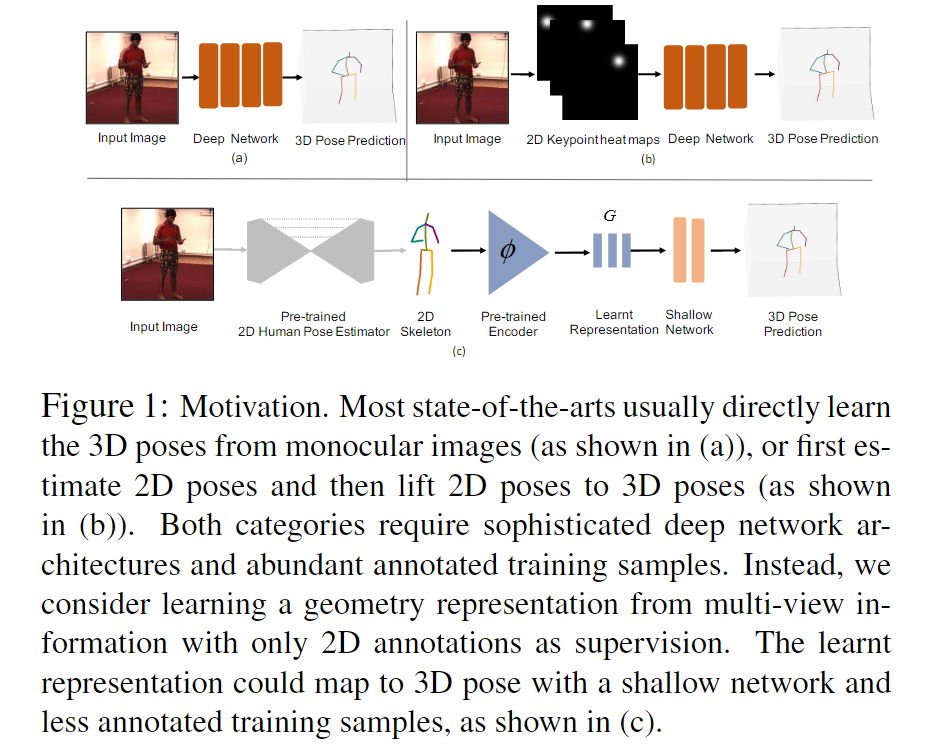 Input Image
Deep Network
3D Pose Prediction
(a)
Input Image
2D Keypoint heat maps
Deep Network
3D Pose Prediction
(b)
G
ϕ
Input Image
Pre-trained
2D Human Pose Estimator
2D
Skeleton
Pre-trained
Encoder
Learnt
Representation
Shallow
Network
3D Pose
Prediction
(c)
Figure 1: Motivation. Most state-of-the-arts usually directly learn
the 3D poses from monocular images (as shown in (a)), or first es-
timate 2D poses and then lift 2D poses to 3D poses (as shown
in (b)). Both categories require sophisticated deep network ar-
chitectures and abundant annotated training samples. Instead, we
consider learning a geometry representation from multi-view in-
formation with only 2D annotations as supervision. The learnt
representation could map to 3D pose with a shallow network and
less annotated training samples, as shown in (c).